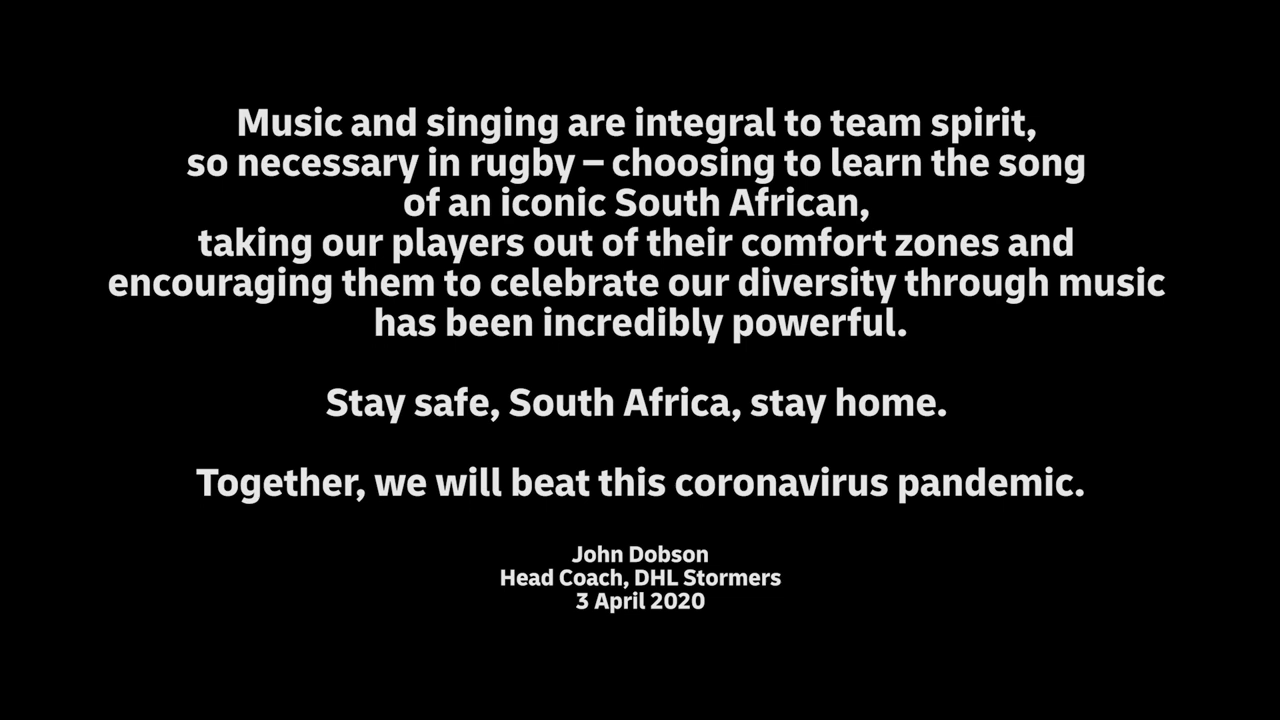 Music and singing are integral to team spirit,
so necessary in rugby – choosing to learn the song
of an iconic South African,
taking our players out of their comfort zones and
encouraging them to celebrate our diversity through music
has been incredibly powerful.
Stay safe, South Africa, stay home.
Together, we will beat this coronavirus pandemic.
John Dobson
Head Coach, DHL Stormers
3 April 2020